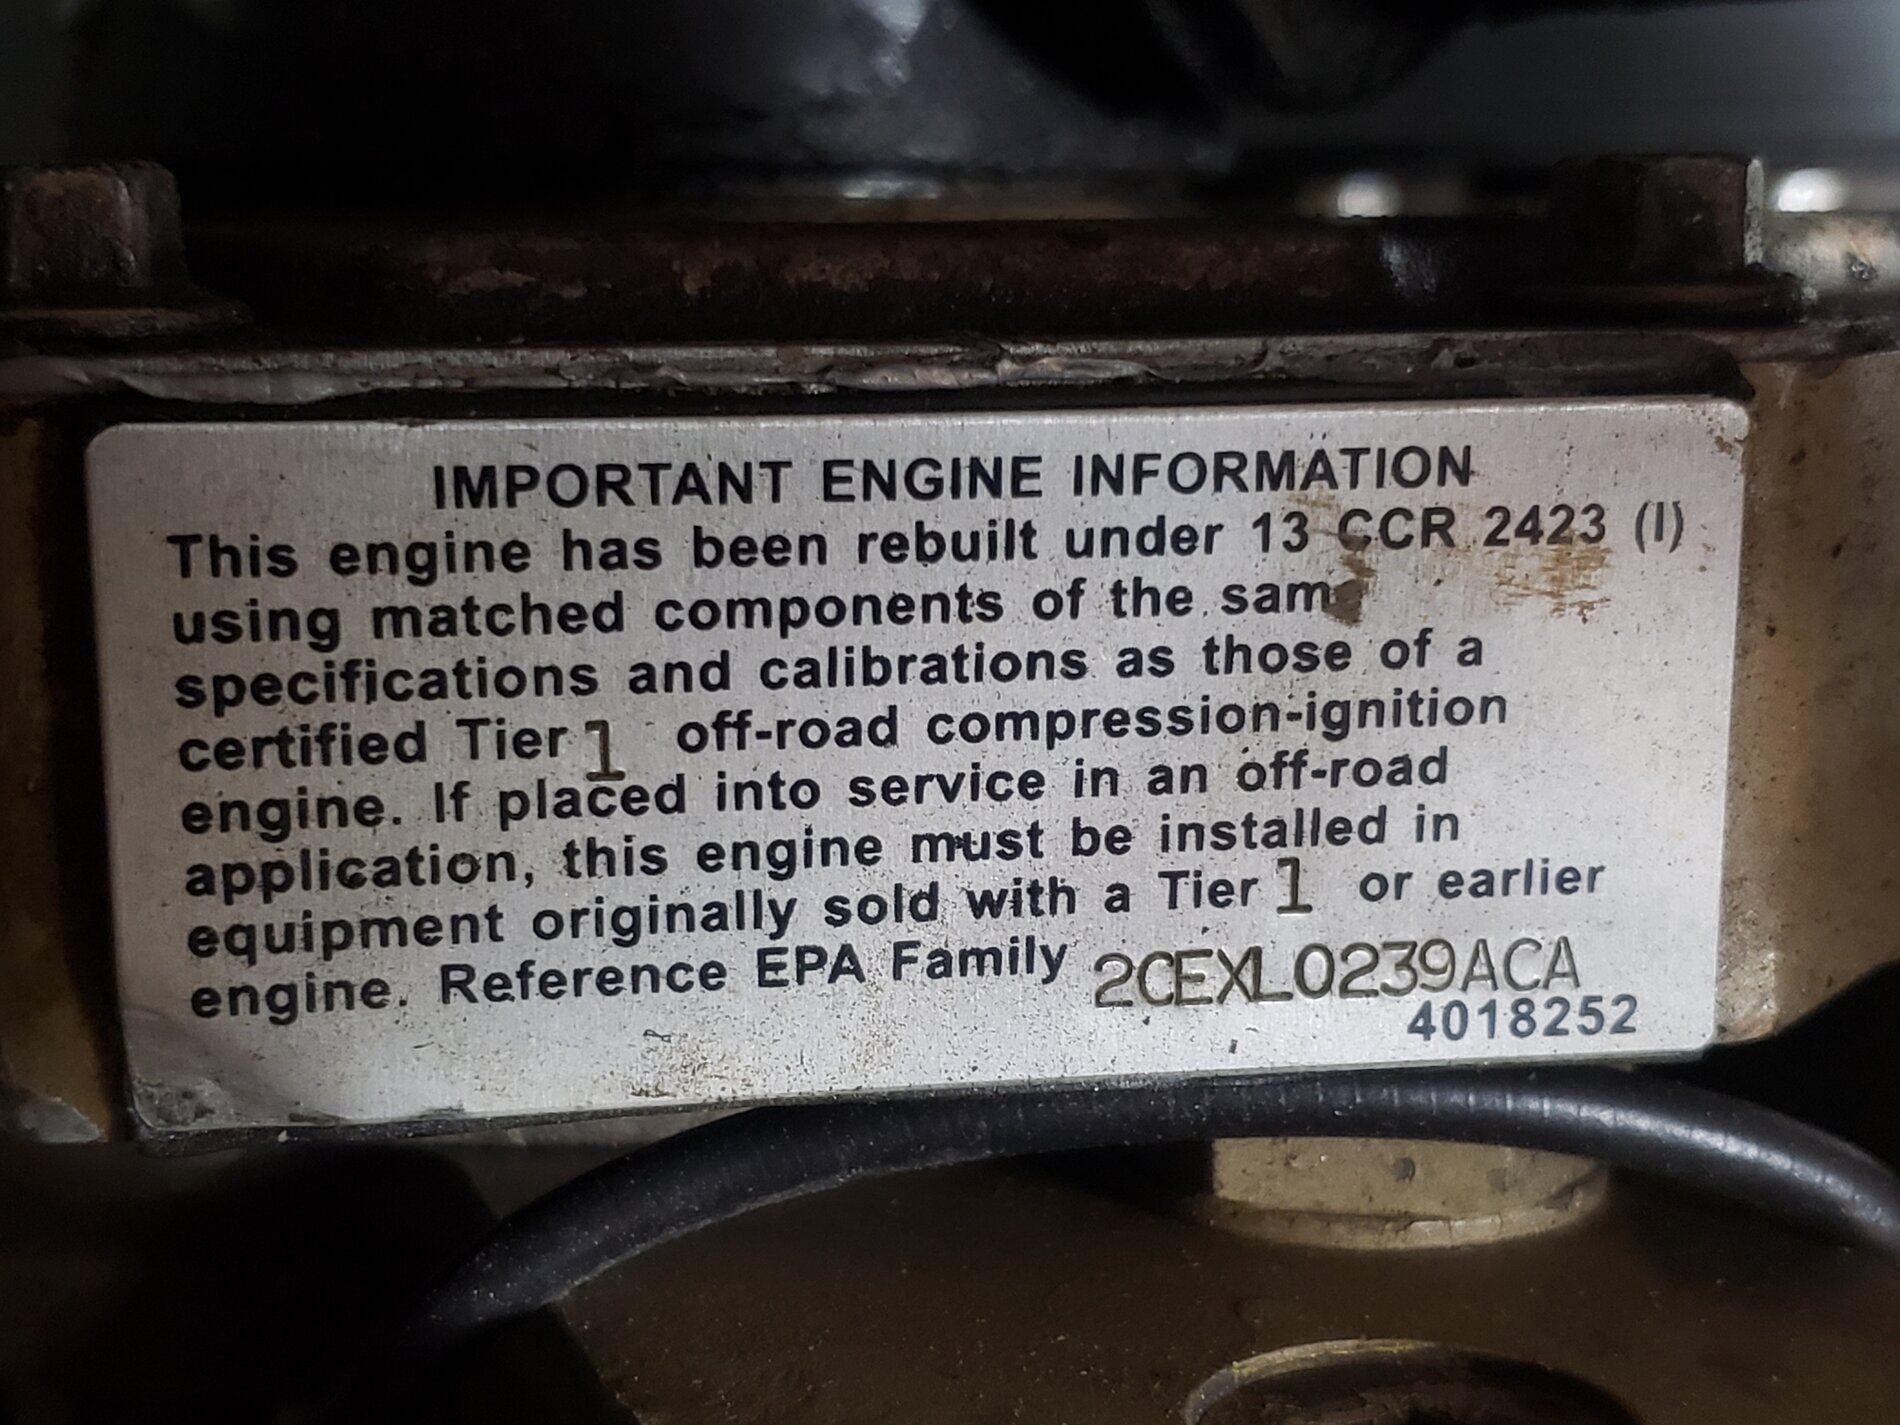 IMPORTANT ENGINE INFORMATION
This engine has been rebuilt under 13 CCR 2423 (l)
using matched components of the same
specifications and calibrations as those of a
certified Tier 1 off-road compression-ignition
engine. If placed into service in an off-road
application, this engine must be installed in
equipment originally sold with a Tier 1 or earlier
engine. Reference EPA Family 2CEXL0239ACA
4018252